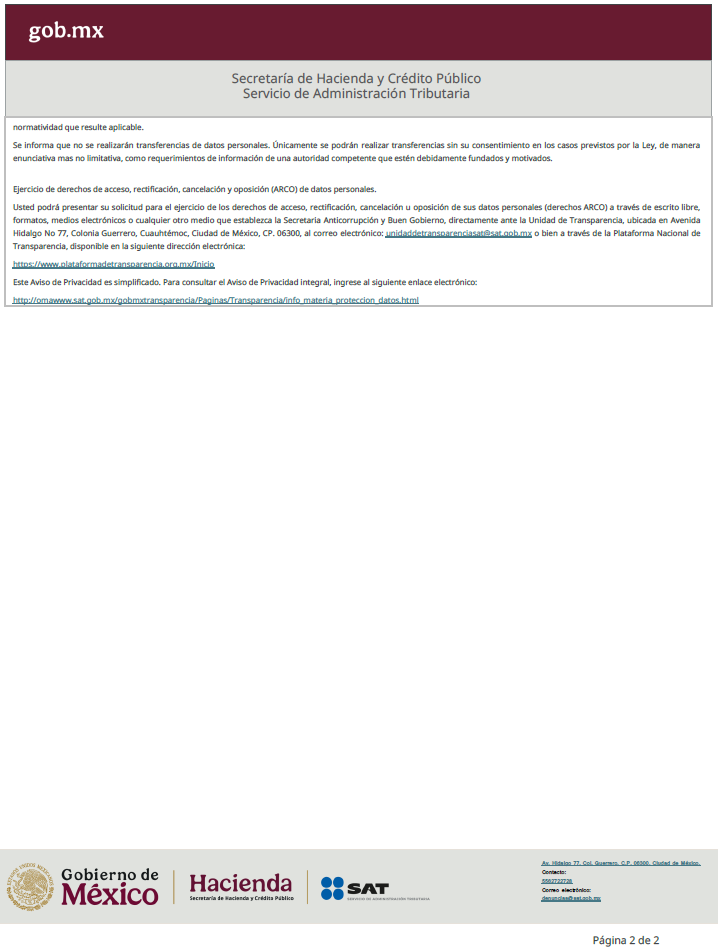 gob.mx
Secretaría de Hacienda y Crédito Público
Servicio de Administración Tributaria
normatividad que resulte aplicable.
Se informa que no se realizarán transferencias de datos personales. Únicamente se podrán realizar transferencias sin su consentimiento en los casos previstos por la Ley, de manera
enunciativa mas no limitativa, como requerimientos de información de una autoridad competente que estén debidamente fundados y motivados.
Ejercicio de derechos de acceso, rectificación, cancelación y oposición (ARCO) de datos personales.
Usted podrá presentar su solicitud para el ejercicio de los derechos de acceso, rectificación, cancelación u oposición de sus datos personales (derechos ARCO) a través de escrito libre,
formatos, medios electrónicos o cualquier otro medio que establezca la Secretaria Anticorrupción y Buen Gobierno, directamente ante la Unidad de Transparencia, ubicada en Avenida
Hidalgo No 77, Colonia Guerrero, Cuauhtémoc, Ciudad de México, CP. 06300, al correo electrónico: unidaddetransparenciasat@sat.gob.mx o bien a través de la Plataforma Nacional de
Transparencia, disponible en la siguiente dirección electrónica:
https://www.plataformadetransparencia.org.mx/Inicio
Este Aviso de Privacidad es simplificado. Para consultar el Aviso de Privacidad integral, ingrese al siguiente enlace electrónico:
http://omawww.sat.gob.mx/gobmxtransparencia/Paginas/Transparencia/info_materia_proteccion_datos.html
Gobierno de
México
Hacienda
Secretaría de Hacienda y Crédito Público
SAT
SERVICIO DE ADMINISTRACIÓN TRIBUTARIA
Av. Hidalgo 77, Col. Guerrero, C.P. 06300, Ciudad de México.
Contacto:
5562722728
Correo electrónico:
denuncias@sat.gob.mx
Página 2 de 2